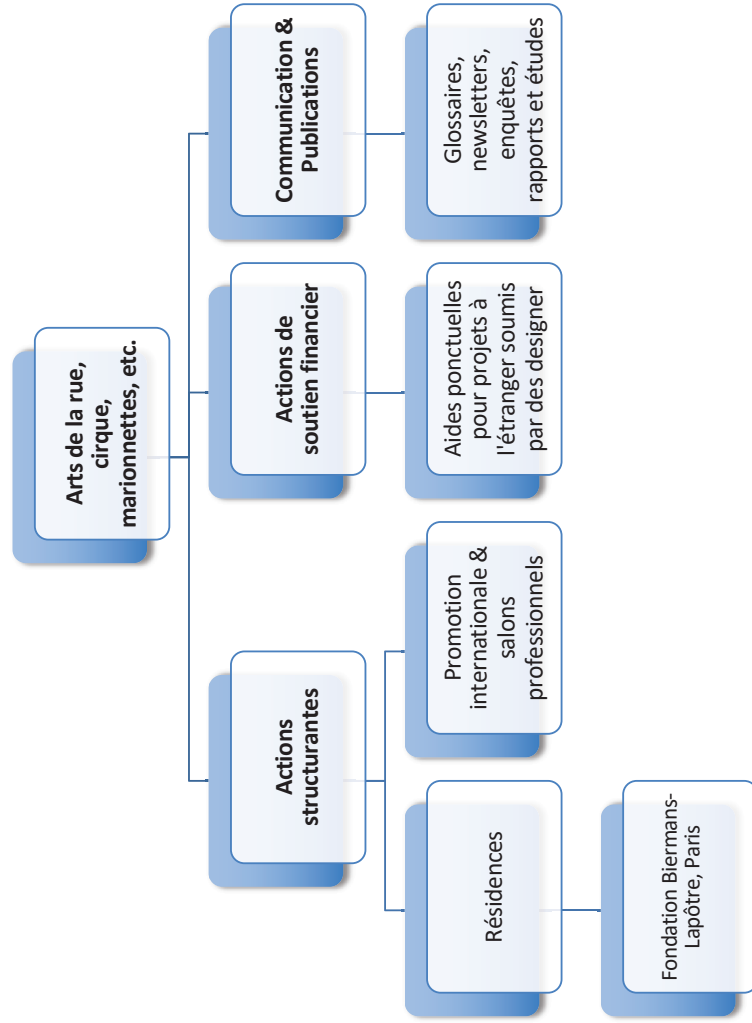 Arts de la rue,
cirque,
marionnettes, etc.
Actions
structurantes
Résidences
Fondation Biermans-
Lapôtre, Paris
Promotion
internationale &
salons
professionnels
Actions de
soutien financier
Aides ponctuelles
pour projets à
l'étranger soumis
par des designer
Communication &
Publications
Glossaires,
newsletters,
enquêtes,
rapports et études